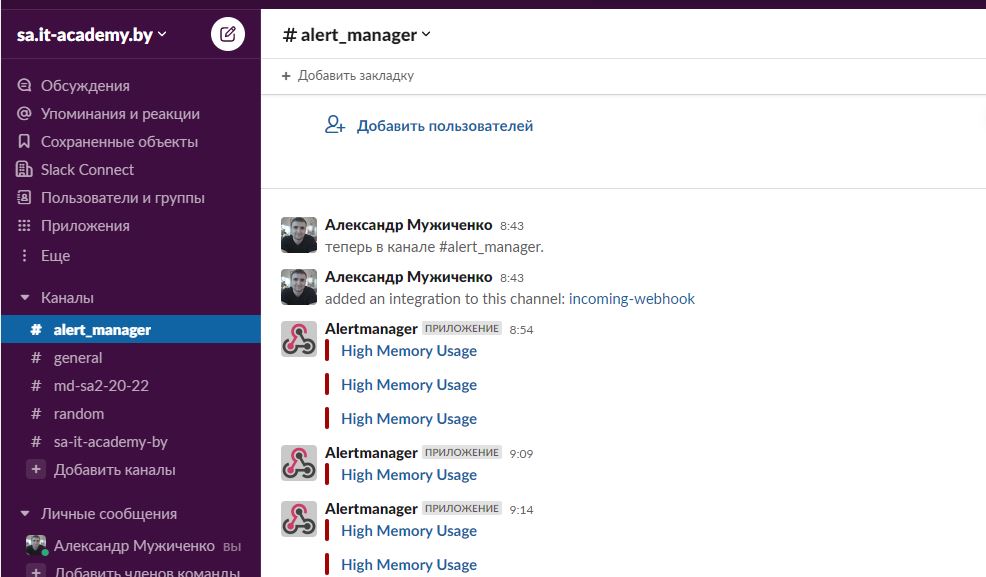 sa.it-academy.by
Обсуждения
Упоминания и реакции
Сохраненные объекты
Slack Connect
Пользователи и группы
Приложения
Еще
Каналы
# alert_manager
# general
# md-sa2-20-22
# random
# sa-it-academy-by
+ Добавить каналы
Личные сообщения
Александр Мужиченко вы
+ Добавить членов команды
# alert_manager
+ Добавить закладку
Добавить пользователей
Александр Мужиченко 8:43
теперь в канале #alert_manager.
Александр Мужиченко 8:43
added an integration to this channel: incoming-webhook
Alertmanager ПРИЛОЖЕНИЕ 8:54
High Memory Usage
High Memory Usage
High Memory Usage
Alertmanager ПРИЛОЖЕНИЕ 9:09
High Memory Usage
Alertmanager ПРИЛОЖЕНИЕ 9:14
High Memory Usage
High Memory Usage